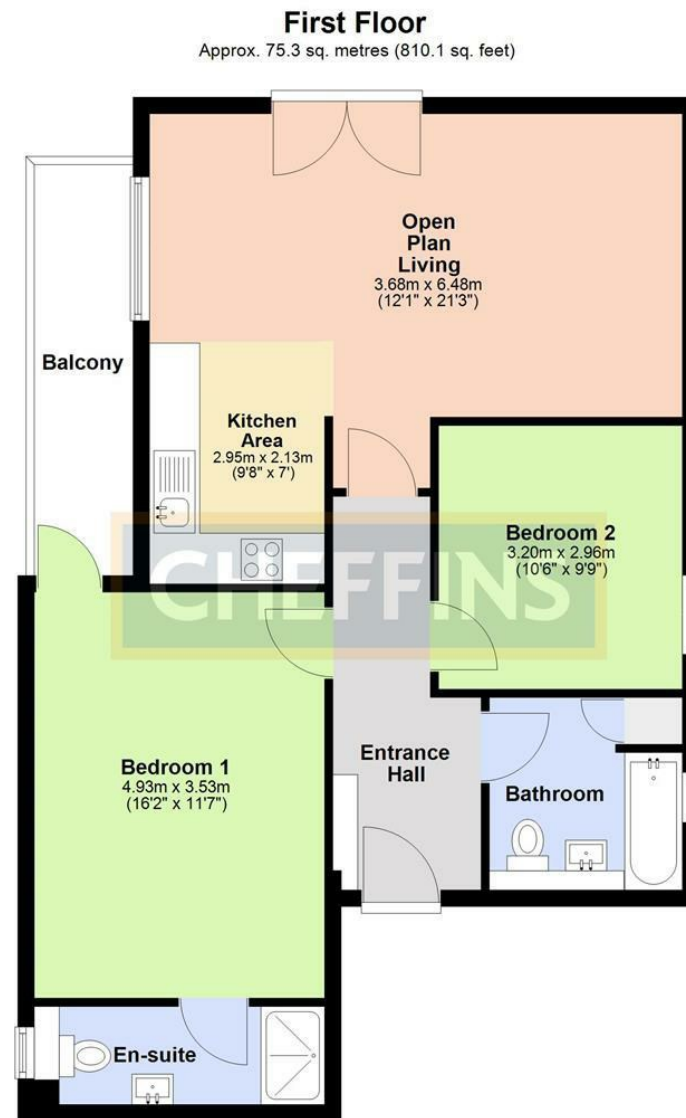 First Floor
Approx. 75.3 sq. metres (810.1 sq. feet)
Open
Plan
Living
3.68m x 6.48m
(12'1" x 21'3")
Balcony
Kitchen
Area
2.95m x 2.13m
(9'8" x 7')
Bedroom 2
3.20m x 2.96m
(10'6" x 9'9")
CHEFFINS
Bedroom 1
4.93m x 3.53m
(16'2" x 11'7")
Entrance
Hall
Bathroom
En-suite